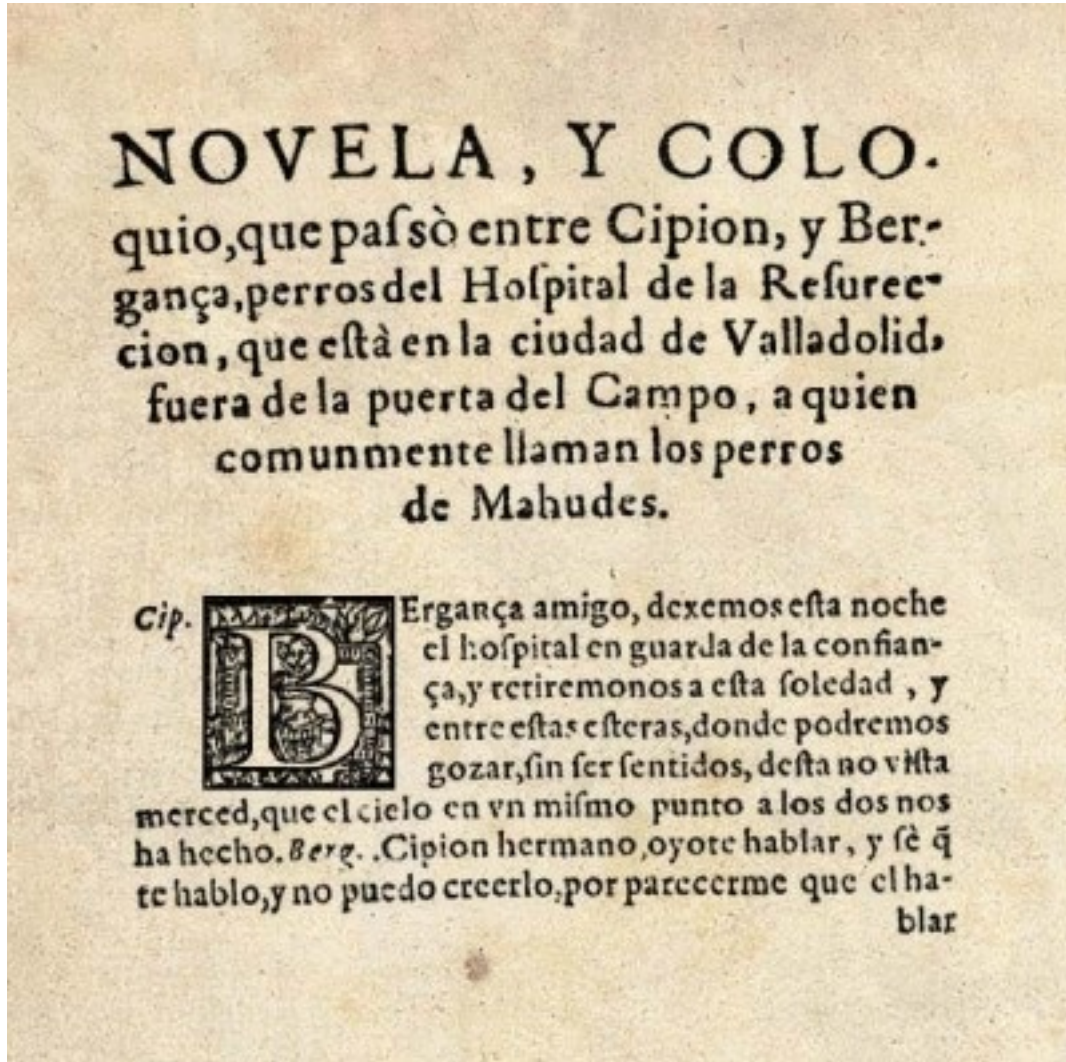 NOVELA, Y COLO-
quio, que paſsò entre Cipion, y Ber-
gança, perros del Hoſpital de la Reſurec-
cion, que eſtà en la ciudad de Valladolid,
fuera de la puerta del Campo, a quien
comunmente llaman los perros
de Mahudes.
Cip. BErgança amigo, dexemos eſta noche
el hoſpital en guarda de la confian-
ça, y retiremonos a eſta ſoledad, y
entre eſtas eſteras, donde podremos
gozar, ſin ſer ſentidos, deſta no viſta
merced, que el cielo en vn miſmo punto a los dos nos
ha hecho. Berg. Cipion hermano, oyote hablar, y ſè q̃
te hablo, y no puedo creerlo, por parecerme que el ha-
blar